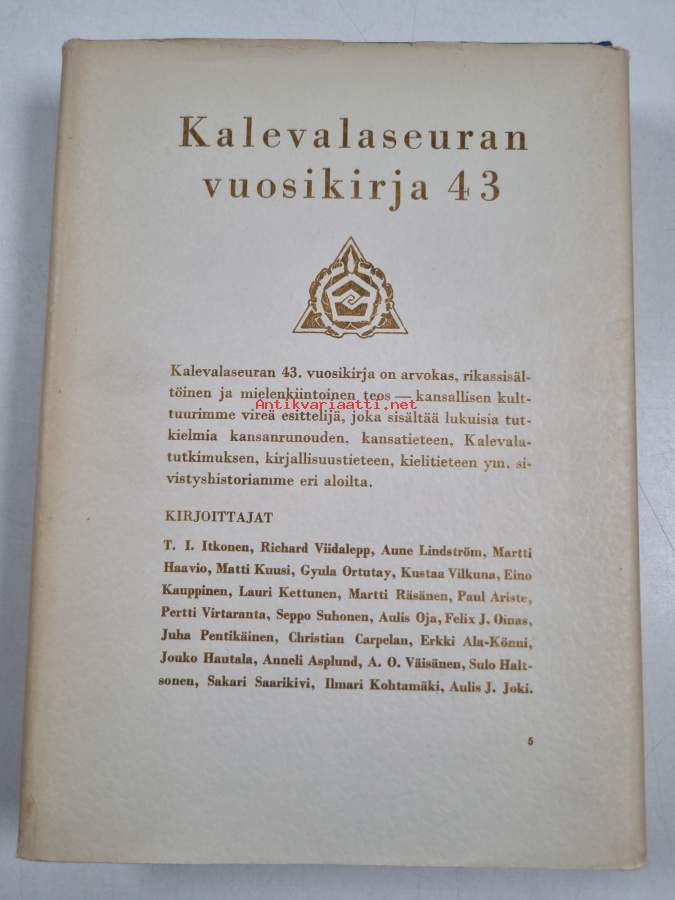 Kalevalaseuran
vuosikirja 43
Kalevalaseuran 43. vuosikirja on arvokas, rikassisäl-
töinen ja mielenkiintoinen teos — kansallisen kult-
Antikvariaatti.net
tuurimme vireä esittelijä, joka sisältää lukuisia tut-
kielmia kansanrunouden, kansatieteen, Kalevala-
tutkimuksen, kirjallisuustieteen, kielitieteen ym. si-
vistyshistoriamme eri aloilta.
KIRJOITTAJAT
T. I. Itkonen, Richard Viidalepp, Aune Lindström, Martti
Haavio, Matti Kuusi, Gyula Ortutay, Kustaa Vilkuna, Eino
Kauppinen, Lauri Kettunen, Martti Räsänen, Paul Ariste,
Pertti Virtaranta, Seppo Suhonen, Aulis Oja, Felix J. Oinas,
Juha Pentikäinen, Christian Carpelan, Erkki Ala-Könni,
Jouko Hautala, Anneli Asplund, A. O. Väisänen, Sulo Halt-
sonen, Sakari Saarikivi, Ilmari Kohtamäki, Aulis J. Joki.
5